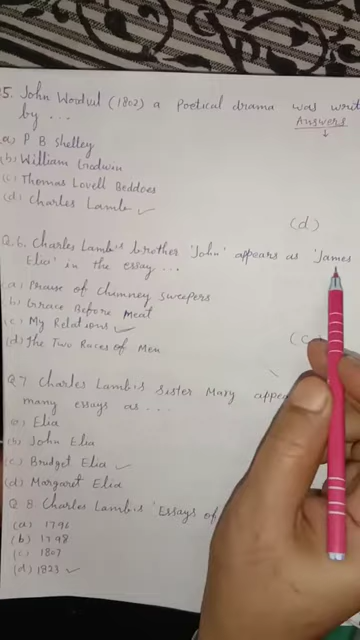 5. John Woodvil (1802) a Poetical drama was writ
by ...
Answers
(a) P B Shelley
(b) William Godwin
(c) Thomas Lovell Beddoes
(d) Charles Lamb ✓
(d)
Q.6. Charles Lamb's brother 'John' appears as 'James
Elia' in the essay ...
(a) Praise of Chimney Sweepers
(b) Grace Before Meat
(c) My Relations ✓
(d) The Two Races of Men
(c)
Q 7 Charles Lamb's Sister Mary appea
many essays as ...
(a) Elia
(b) John Elia
(c) Bridget Elia ✓
(d) Margaret Elia
Q 8. Charles Lamb's 'Essays of
(a) 1796
(b) 1798
(c) 1807
(d) 1823 ✓